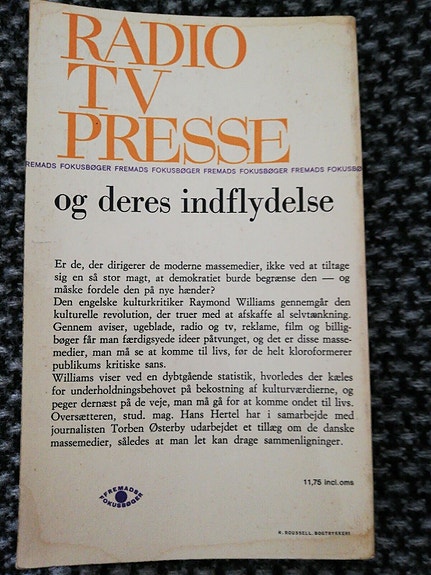 RADIO
TV
PRESSE
REMADS FOKUSBØGER FREMADS FOKUSBØGER FREMADS FOKUSBØGER FREMADS FOKUSBØ
og deres indflydelse
Er de, der dirigerer de moderne massemedier, ikke ved at tiltage
sig en så stor magt, at demokratiet burde begrænse den — og
måske fordele den på nye hænder?
Den engelske kulturkritiker Raymond Williams gennemgår den
kulturelle revolution, der truer med at afskaffe al selvtænkning.
Gennem aviser, ugeblade, radio og tv, reklame, film og billig-
bøger får man færdigsyede ideer påtvunget, og det er disse masse-
medier, man må se at komme til livs, før de helt kloroformerer
publikums kritiske sans.
Williams viser ved en dybtgående statistik, hvorledes der kæles
for underholdningsbehovet på bekostning af kulturværdierne, og
peger dernæst på de veje, man må gå for at komme ondet til livs.
Oversætteren, stud. mag. Hans Hertel har i samarbejde med
journalisten Torben Østerby udarbejdet et tillæg om de danske
massemedier, således at man let kan drage sammenligninger.
11,75 incl.oms
FREMADS
FOKUSBØGER
K. ROUSSELL, BOGTRYKKERI